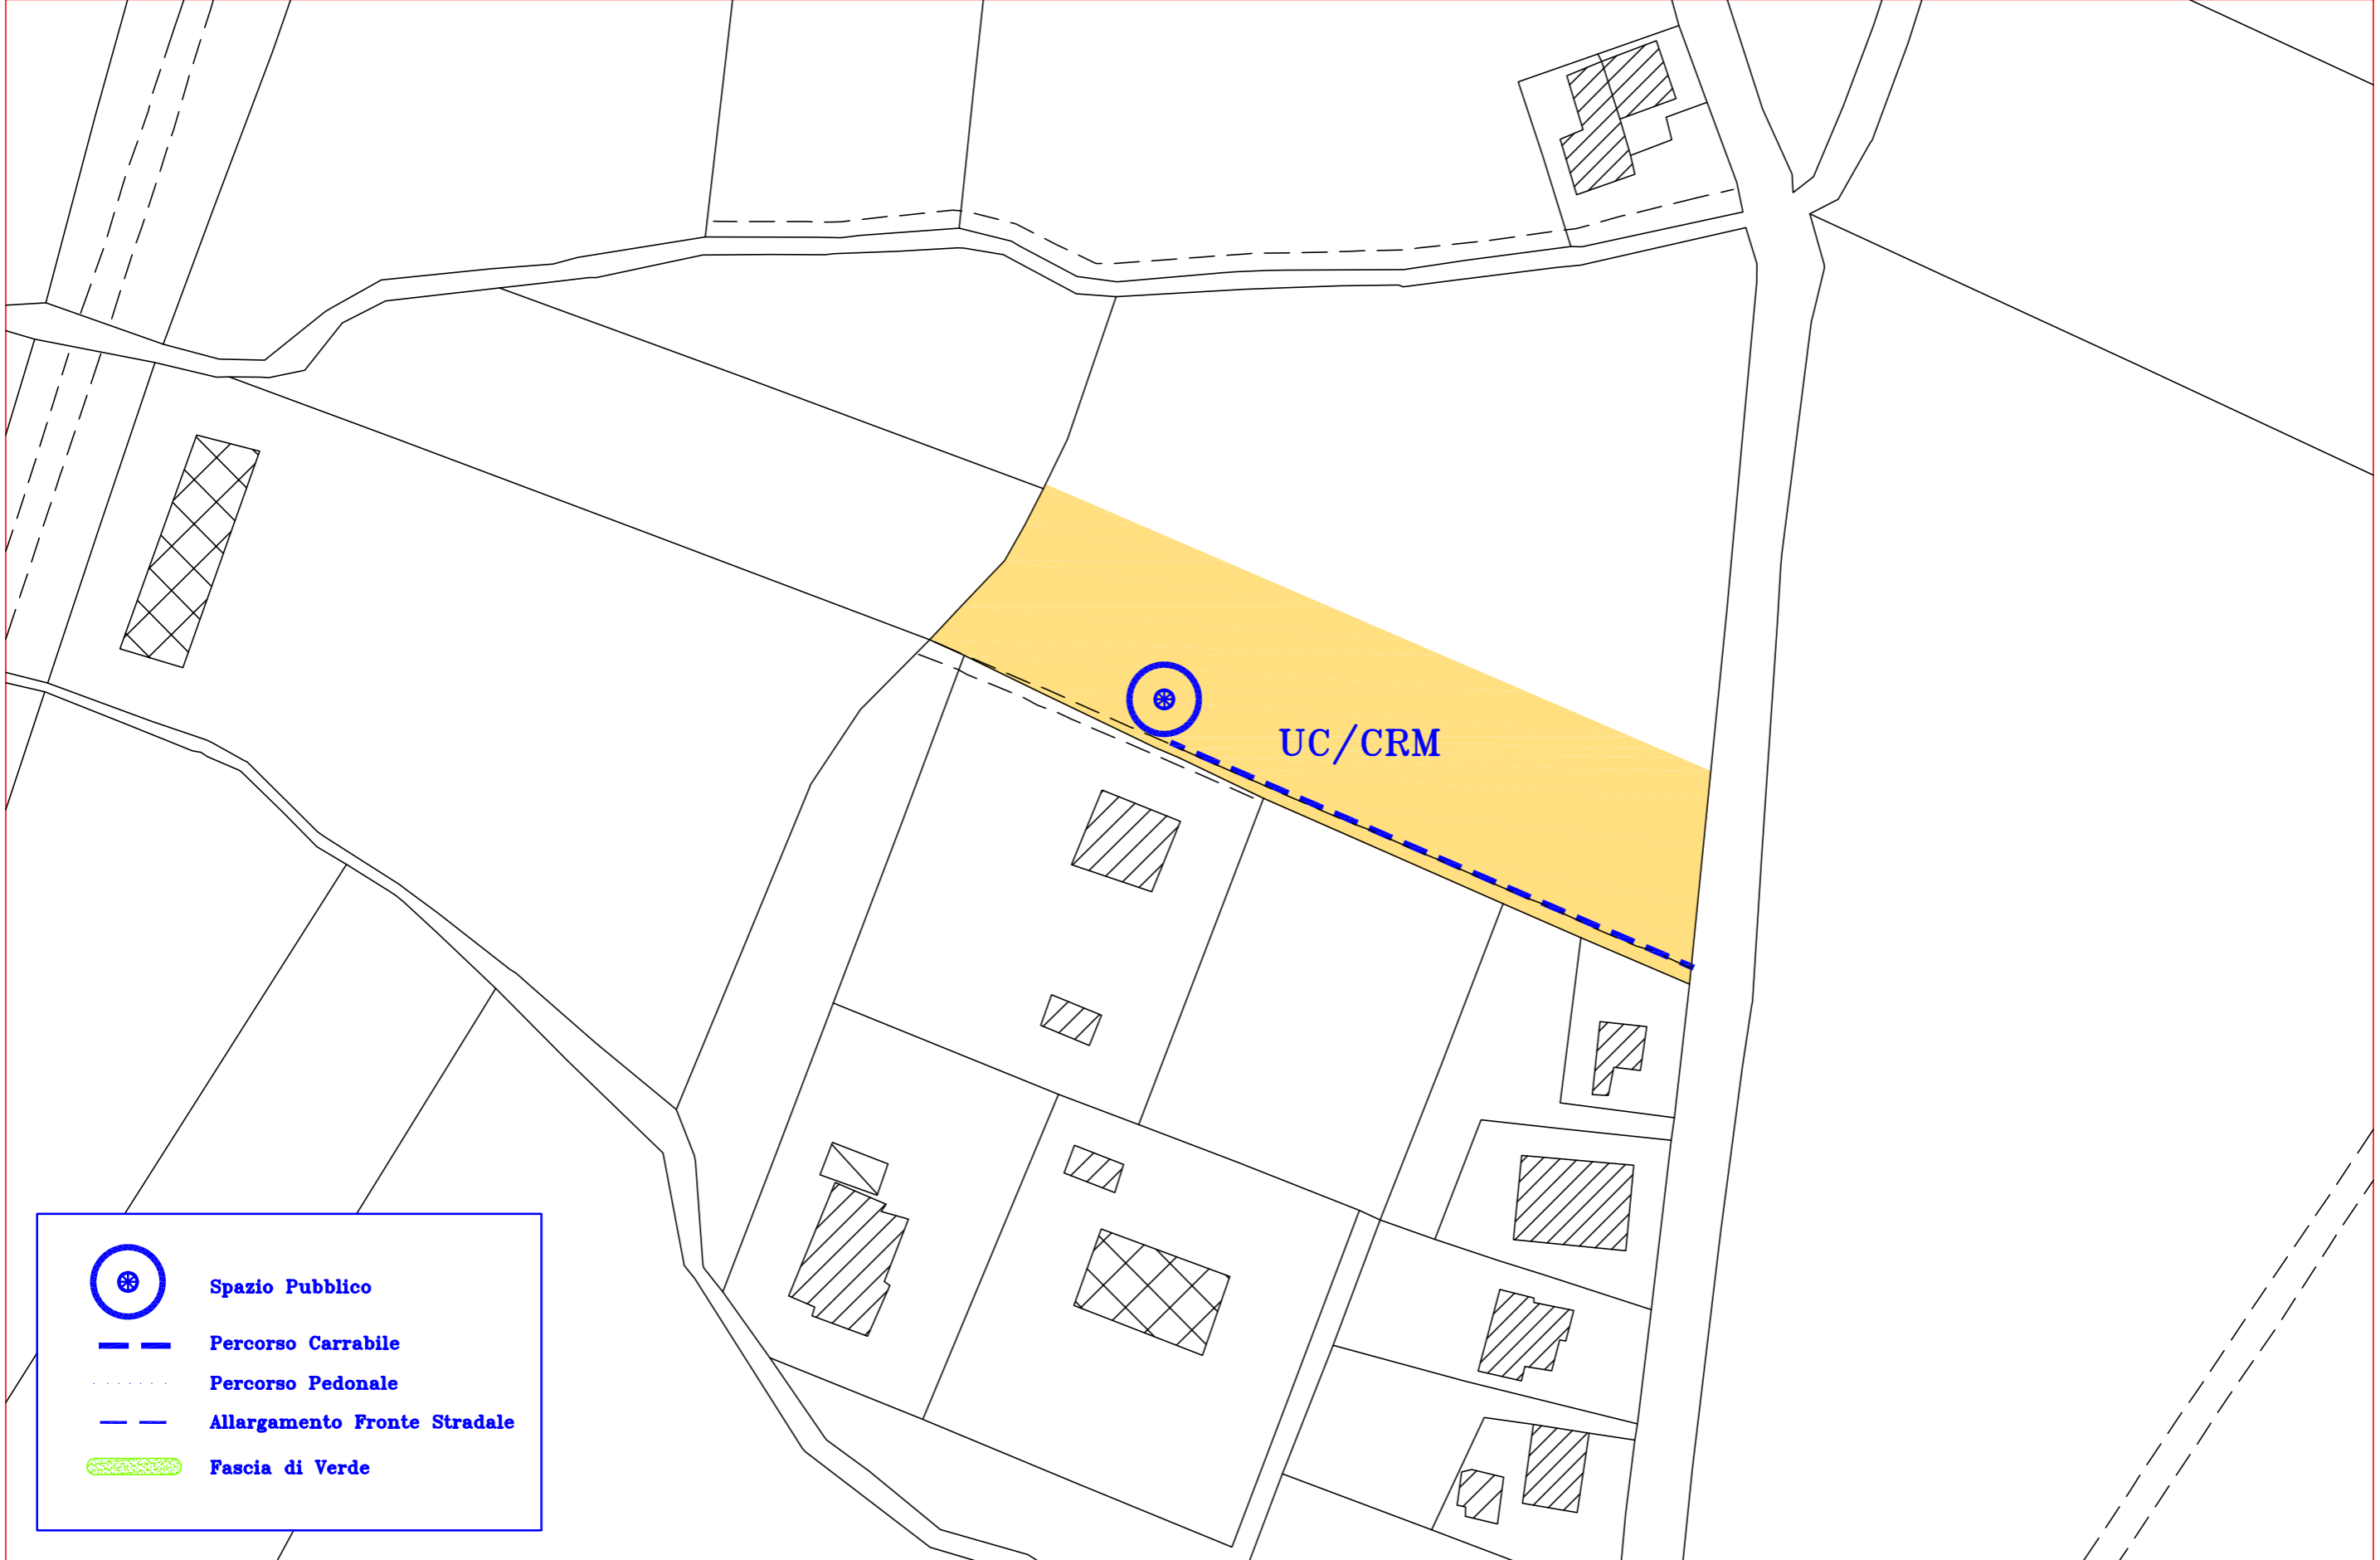 UC/CRM
Spazio Pubblico
Percorso Carrabile
Percorso Pedonale
Allargamento Fronte Stradale
Fascia di Verde